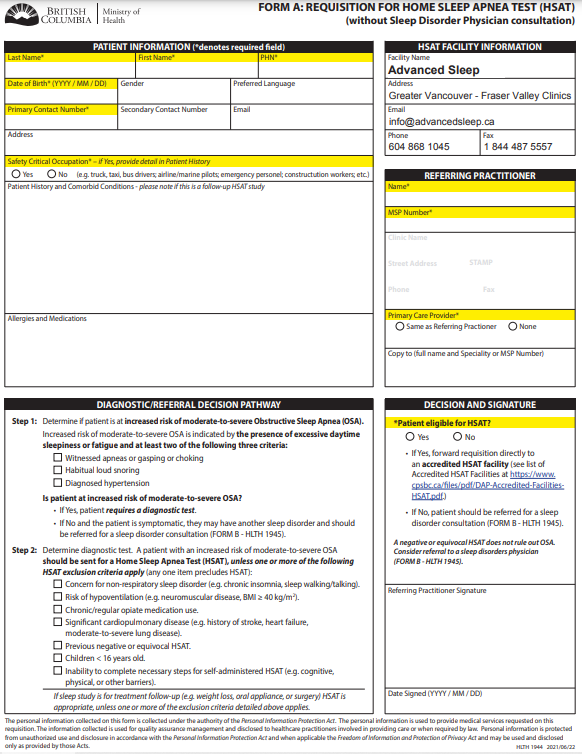 BRITISH COLUMBIA
Ministry of Health
FORM A: REQUISITION FOR HOME SLEEP APNEA TEST (HSAT)
(without Sleep Disorder Physician consultation)
PATIENT INFORMATION (*denotes required field)
Last Name* First Name* PHN*
Date of Birth* (YYYY / MM / DD) Gender Preferred Language
Primary Contact Number* Secondary Contact Number Email
Address
Safety Critical Occupation* – if Yes, provide detail in Patient History
Yes No (e.g. truck, taxi, bus drivers; airline/marine pilots; emergency personel; constructution workers; etc.)
Patient History and Comorbid Conditions - please note if this is a follow-up HSAT study
Allergies and Medications
HSAT FACILITY INFORMATION
Facility Name
Advanced Sleep
Address
Greater Vancouver - Fraser Valley Clinics
Email
info@advancedsleep.ca
Phone Fax
604 868 1045 1 844 487 5557
REFERRING PRACTITIONER
Name*
MSP Number*
Clinic Name
Street Address STAMP
Phone Fax
Primary Care Provider*
Same as Referring Practioner None
Copy to (full name and Speciality or MSP Number)
DIAGNOSTIC/REFERRAL DECISION PATHWAY
Step 1: Determine if patient is at increased risk of moderate-to-severe Obstructive Sleep Apnea (OSA).
Increased risk of moderate-to-severe OSA is indicated by the presence of excessive daytime
sleepiness or fatigue and at least two of the following three criteria:
Witnessed apneas or gasping or choking
Habitual loud snoring
Diagnosed hypertension
Is patient at increased risk of moderate-to-severe OSA?
• If Yes, patient requires a diagnostic test.
• If No and the patient is symptomatic, they may have another sleep disorder and should
be referred for a sleep disorder consultation (FORM B - HLTH 1945).
Step 2: Determine diagnostic test. A patient with an increased risk of moderate-to-severe OSA
should be sent for a Home Sleep Apnea Test (HSAT), unless one or more of the following
HSAT exclusion criteria apply (any one item precludes HSAT):
Concern for non-respiratory sleep disorder (e.g. chronic insomnia, sleep walking/talking).
Risk of hypoventilation (e.g. neuromuscular disease, BMI ≥ 40 kg/m²).
Chronic/regular opiate medication use.
Significant cardiopulmonary disease (e.g. history of stroke, heart failure,
moderate-to-severe lung disease).
Previous negative or equivocal HSAT.
Children < 16 years old.
Inability to complete necessary steps for self-administered HSAT (e.g. cognitive,
physical, or other barriers).
If sleep study is for treatment follow-up (e.g. weight loss, oral appliance, or surgery) HSAT is
appropriate, unless one or more of the exclusion criteria detailed above applies.
DECISION AND SIGNATURE
*Patient eligible for HSAT?
Yes No
• If Yes, forward requisition directly to
an accredited HSAT facility (see list of
Accredited HSAT Facilities at https://www.
cpsbc.ca/files/pdf/DAP-Accredited-Facilities-
HSAT.pdf.)
• If No, patient should be referred for a sleep
disorder consultation (FORM B - HLTH 1945).
A negative or equivocal HSAT does not rule out OSA.
Consider referral to a sleep disorders physician
(FORM B - HLTH 1945).
Referring Practitioner Signature
Date Signed (YYYY / MM / DD)
The personal information collected on this form is collected under the authority of the Personal Information Protection Act. The personal information is used to provide medical services requested on this
requisition. The information collected is used for quality assurance management and disclosed to healthcare practitioners involved in providing care or when required by law. Personal information is protected
from unauthorized use and disclosure in accordance with the Personal Information Protection Act and when applicable the Freedom of Information and Protection of Privacy Act and may be used and disclosed
only as provided by those Acts.
HLTH 1944 2021/06/22